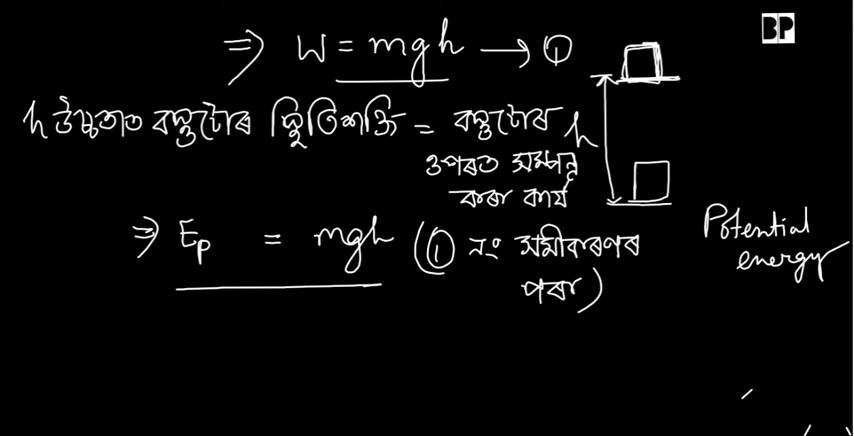 BP
⇒ W = mgh → ①
h উচ্চতাত বস্তুটোৰ স্থিতিশক্তি = বস্তুটোৰ
ওপৰত সম্পন্ন
কৰা কাৰ্য
h
⇒ Ep = mgh (① নং সমীকৰণৰ
পৰা)
Potential
energy